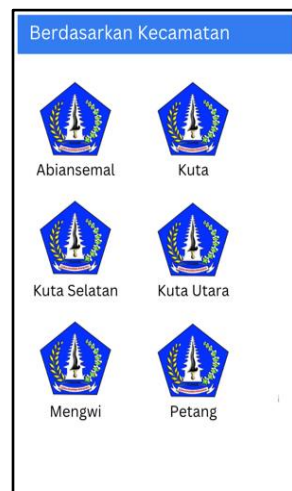 Berdasarkan Kecamatan
Abiansemal Kuta
Kuta Selatan Kuta Utara
Mengwi Petang